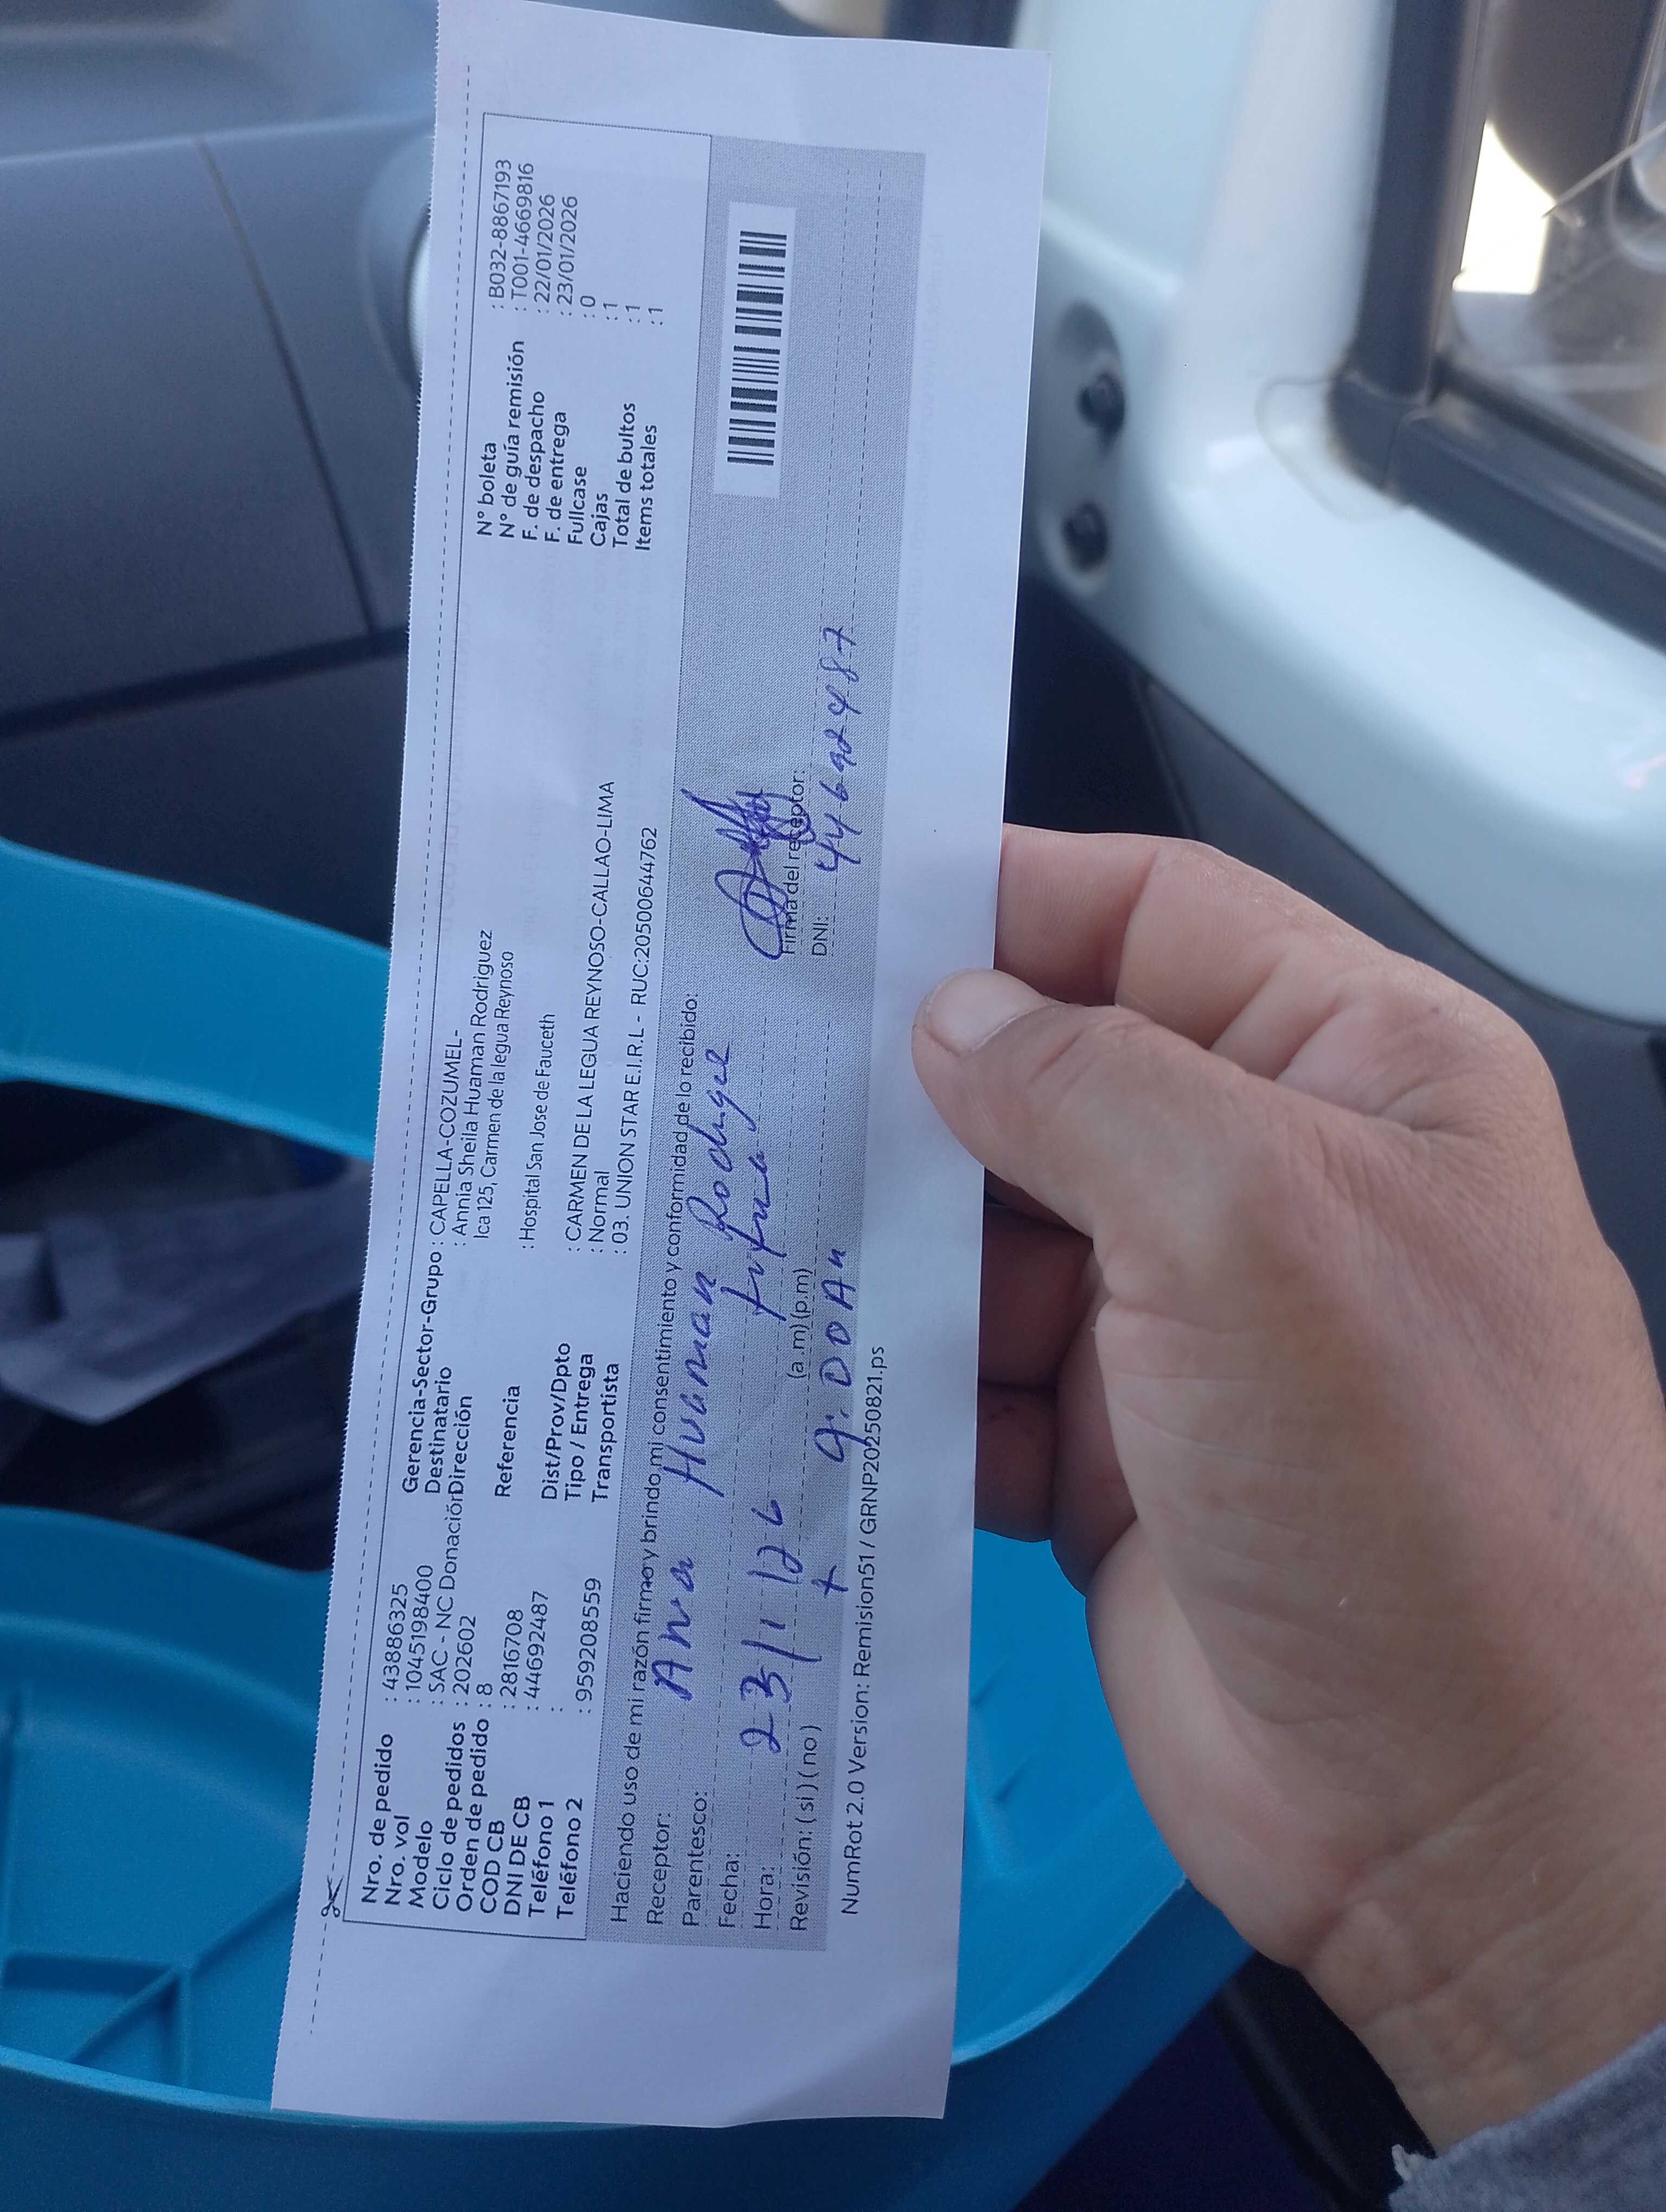 Nro. de pedido : 43886325
Nro. vol : 1045198400
Modelo : SAC - NC Donación
Ciclo de pedidos : 202602
Orden de pedido : 8
COD CB : 2816708
DNI DE CB : 44692487
Teléfono 1 :
Teléfono 2 : 959208559
Gerencia-Sector-Grupo : CAPELLA-COZUMEL-
Destinatario : Annia Sheila Huaman Rodriguez
Dirección Ica 125, Carmen de la legua Reynoso
Referencia : Hospital San Jose de Fauceth
Dist/Prov/Dpto : CARMEN DE LA LEGUA REYNOSO-CALLAO-LIMA
Tipo / Entrega : Normal
Transportista : 03. UNION STAR E.I.R.L - RUC:20500644762
N° boleta : B032-8867193
N° de guía remisión : T001-4669816
F. de despacho : 22/01/2026
F. de entrega : 23/01/2026
Fullcase : 0
Cajas : 1
Total de bultos : 1
Items totales : 1
Haciendo uso de mi razón firmo y brindo mi consentimiento y conformidad de lo recibido:
Receptor: Ana Huaman
Parentesco:
Fecha: 23/1/26
Hora: 9:00 AM (a.m) (p.m)
Revisión: ( si ) ( no )
Firma del receptor:
DNI: 44692487
NumRot 2.0 Version: Remision51 / GRNP20250821.ps